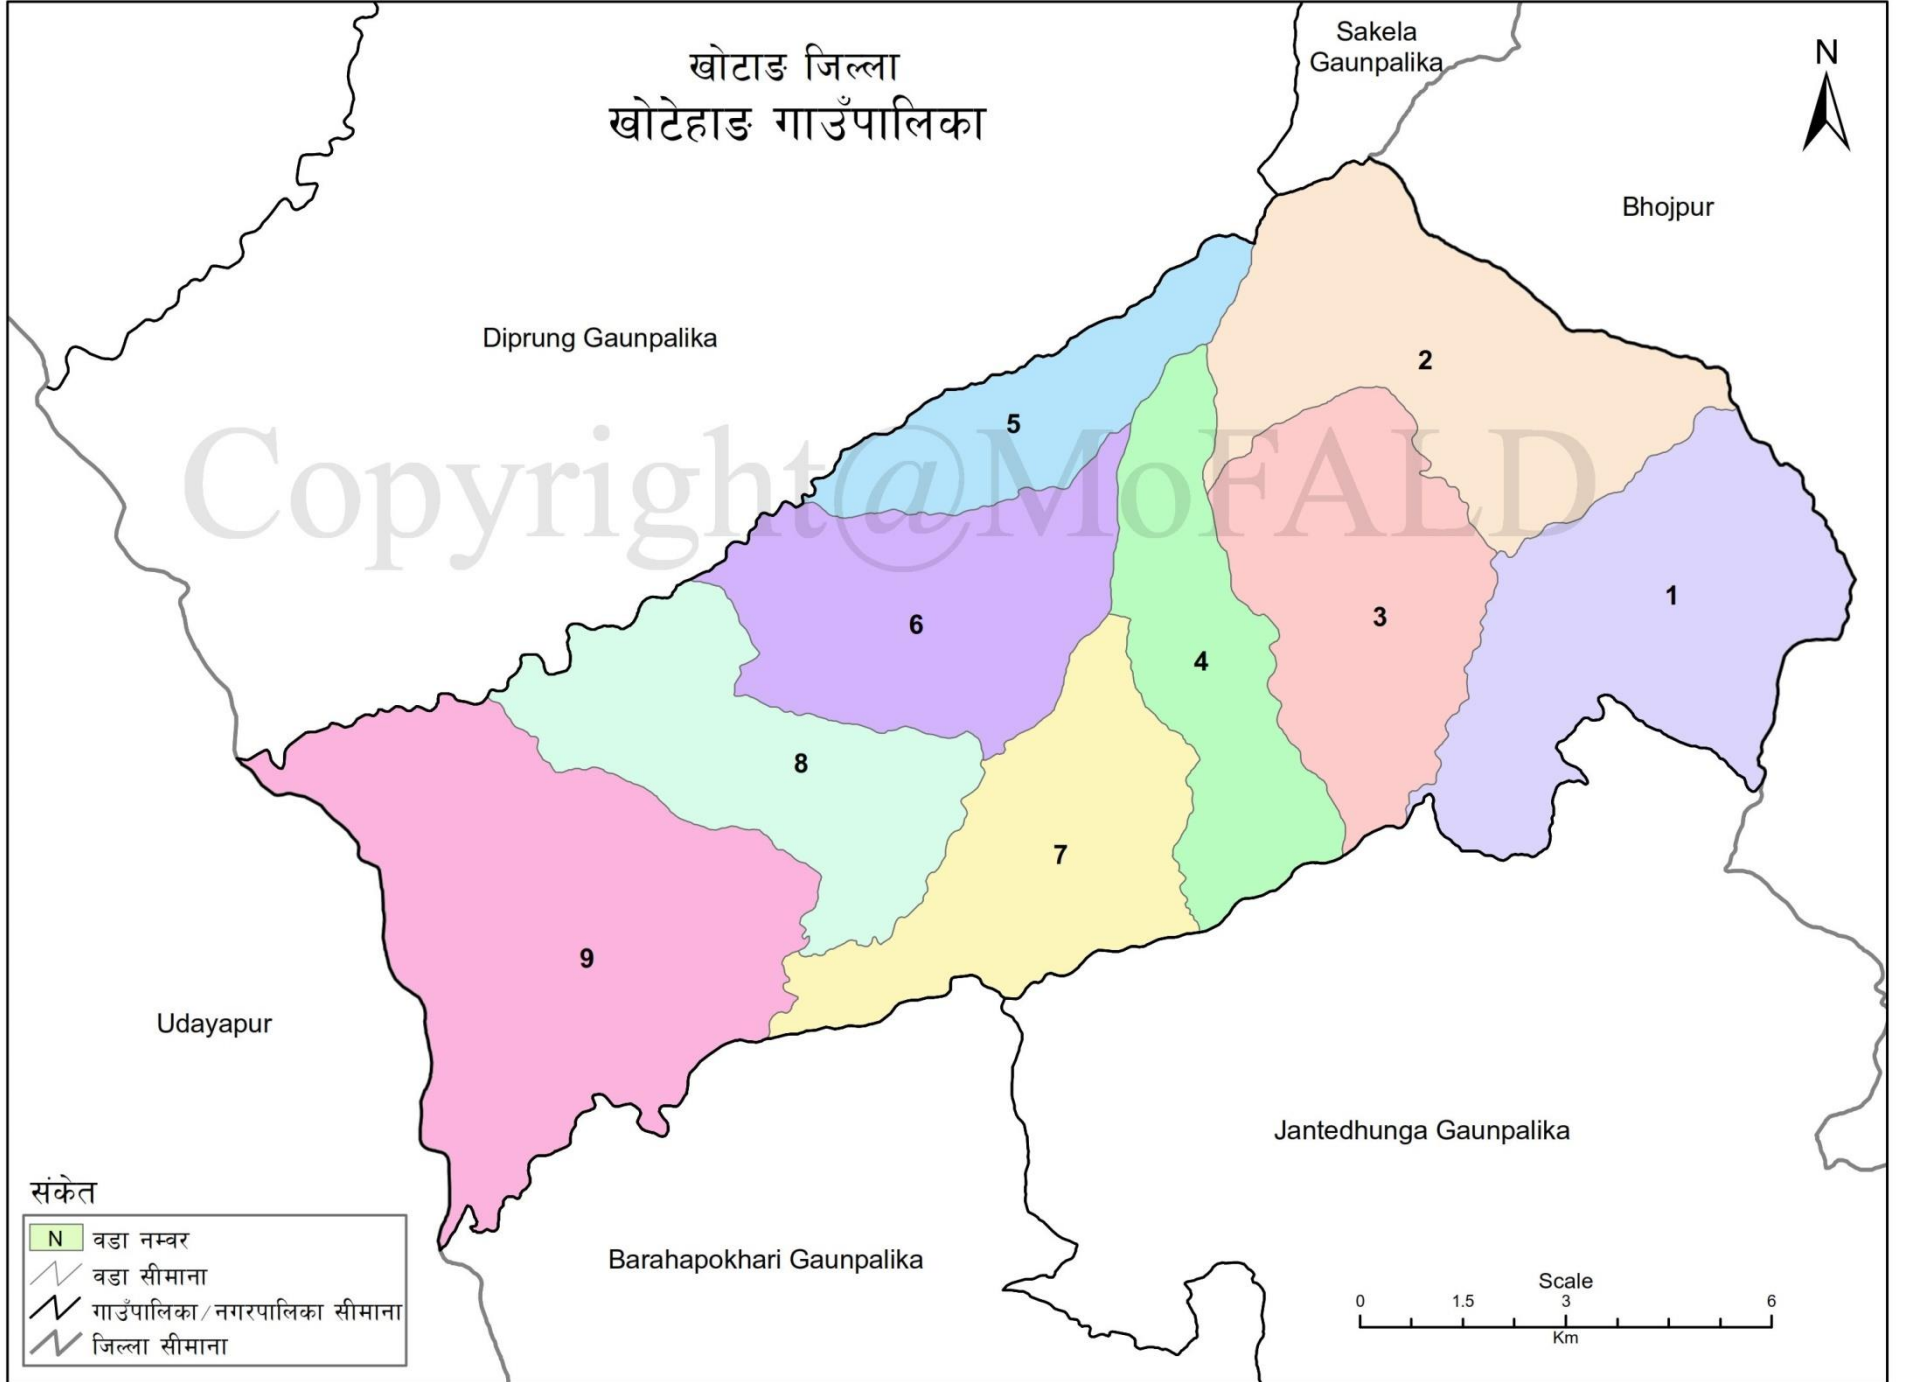 खोटाङ जिल्ला
खोटेहाङ गाउँपालिका
Sakela
Gaunpalika
N
Bhojpur
Diprung Gaunpalika
2
5
Copyright@MoFALD
1
3
6
4
8
7
9
Udayapur
Jantedhunga Gaunpalika
Barahapokhari Gaunpalika
संकेत
N वडा नम्वर
वडा सीमाना
गाउँपालिका/नगरपालिका सीमाना
जिल्ला सीमाना
Scale
0 1.5 3 6
Km